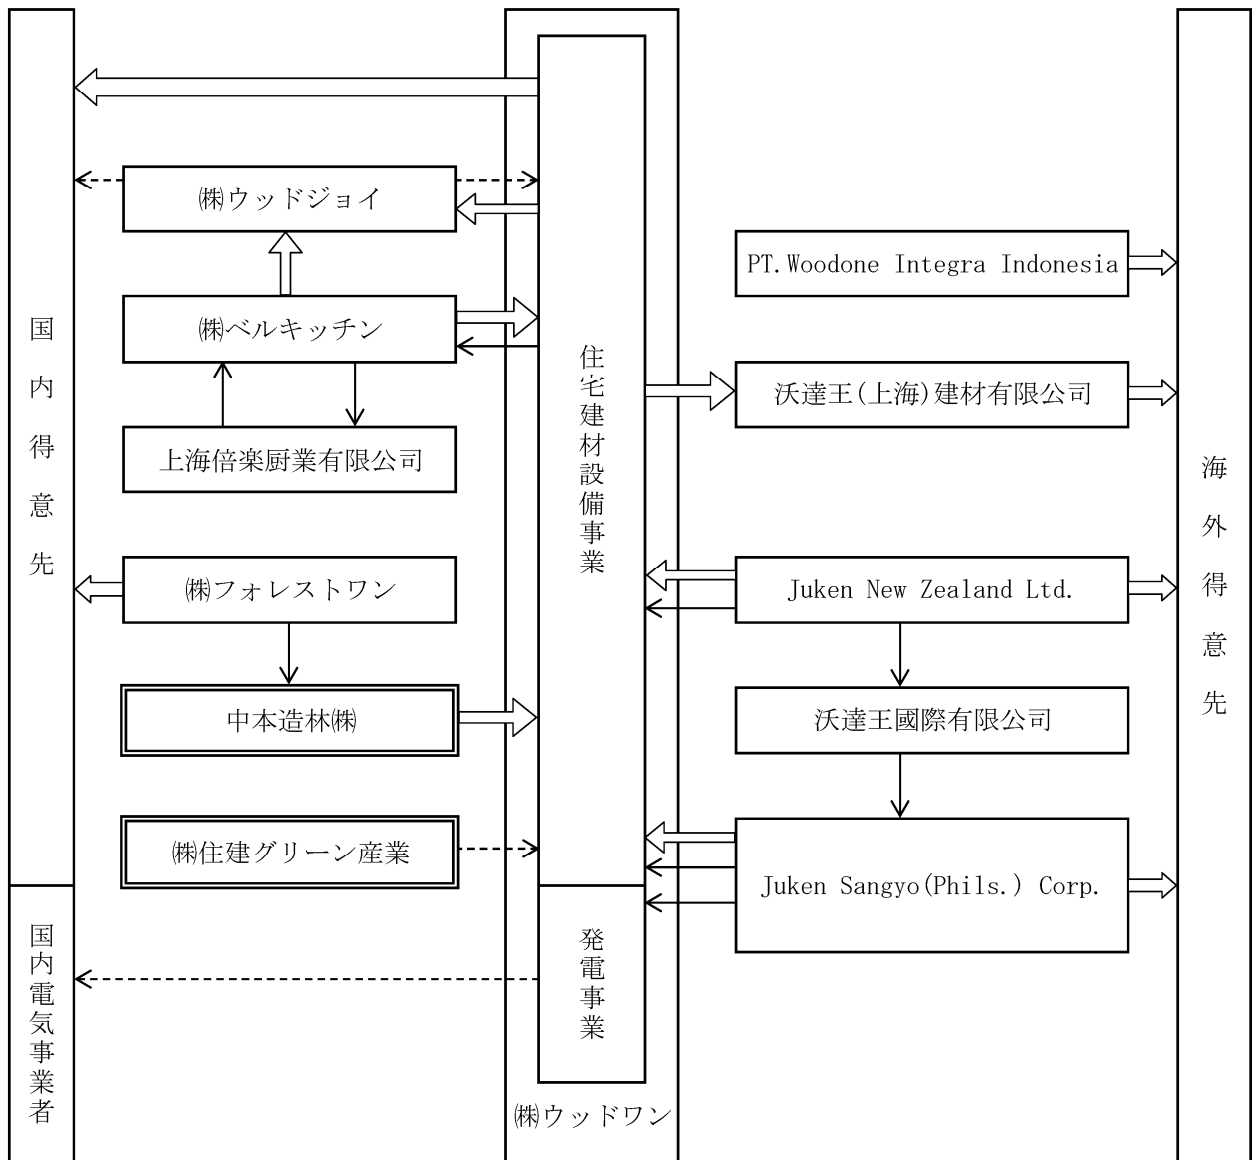 国内得意先
国内電気事業者
㈱ウッドジョイ
㈱ベルキッチン
上海倍楽厨業有限公司
㈱フォレストワン
中本造林㈱
㈱住建グリーン産業
住宅建材設備事業
発電事業
㈱ウッドワン
PT.Woodone Integra Indonesia
沃達王(上海)建材有限公司
Juken New Zealand Ltd.
沃達王國際有限公司
Juken Sangyo(Phils.) Corp.
海外得意先